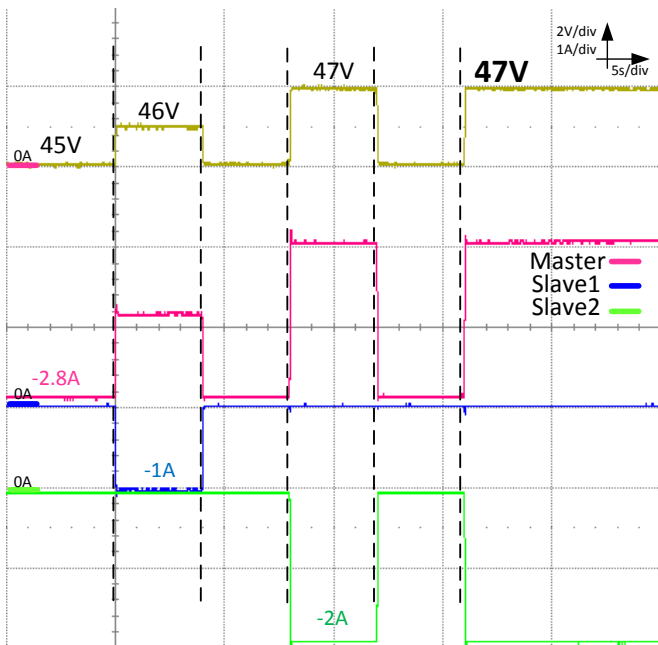 2V/div
1A/div
5s/div
47V
47V
46V
45V
0A
Master
Slave1
Slave2
-2.8A
0A
-1A
0A
-2A